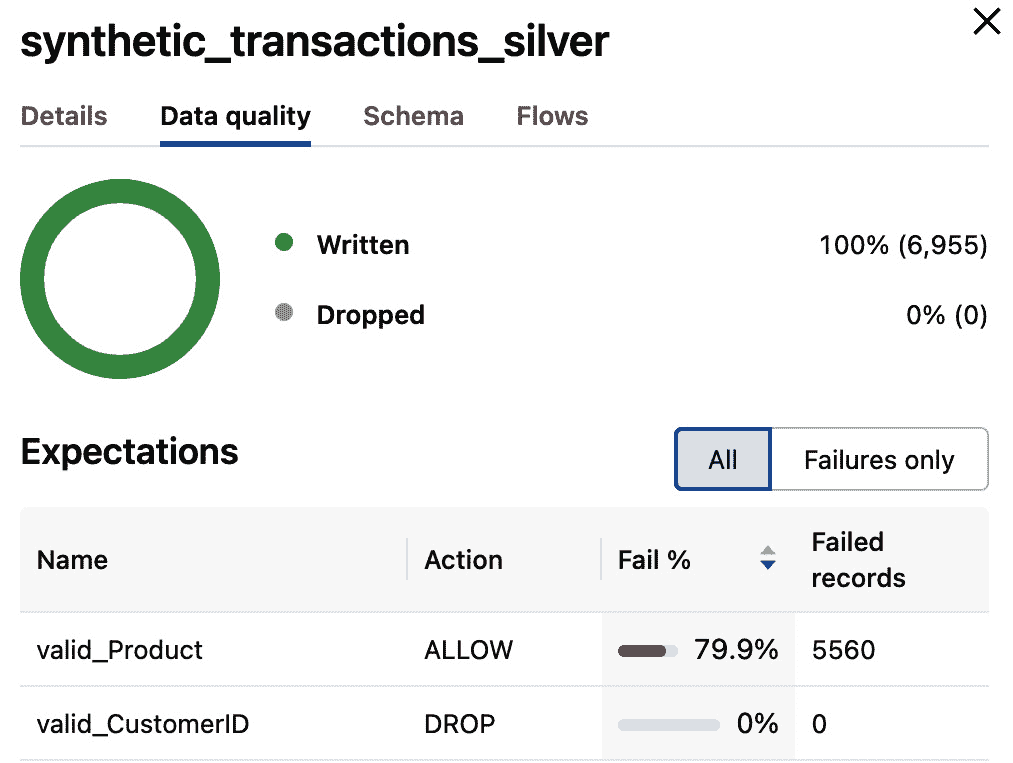 synthetic_transactions_silver
Details Data quality Schema Flows
Written 100% (6,955)
Dropped 0% (0)
Expectations All Failures only
Name Action Fail % Failed records
valid_Product ALLOW 79.9% 5560
valid_CustomerID DROP 0% 0